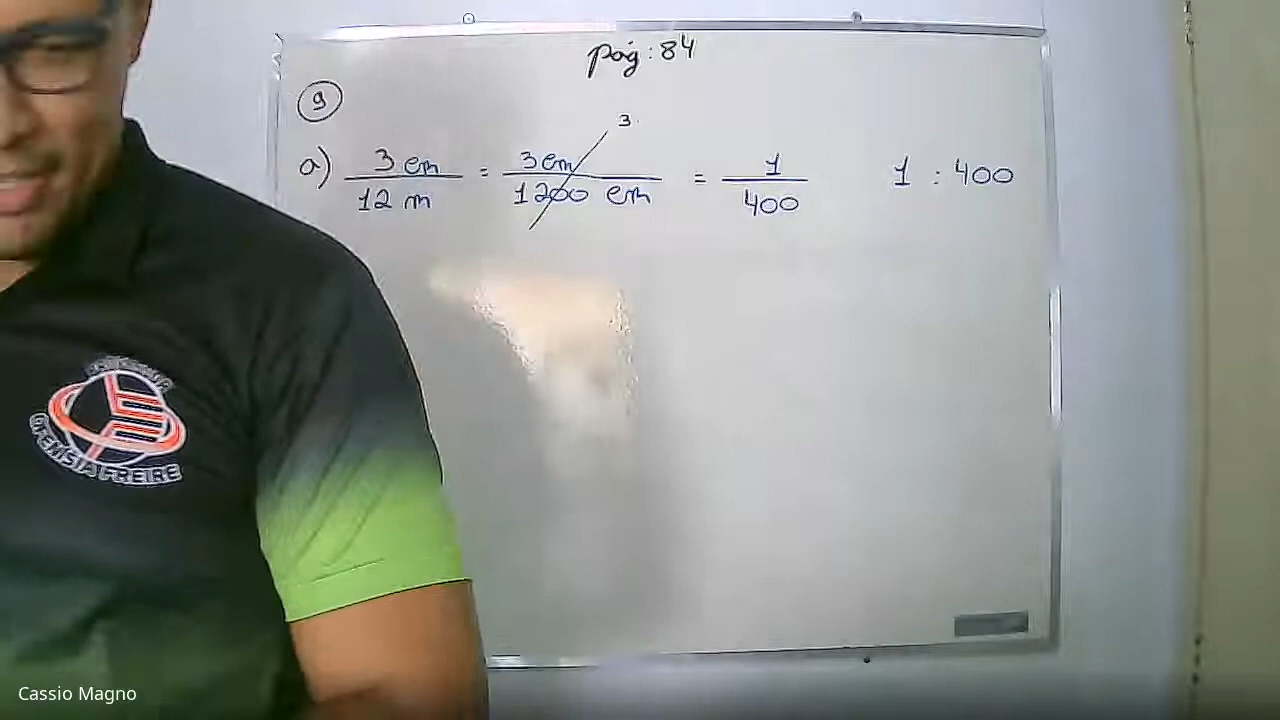 pág: 84
9
3
a) 3 cm = 3 cm = 1 1 : 400
12 m 1200 cm 400
Cassio Magno